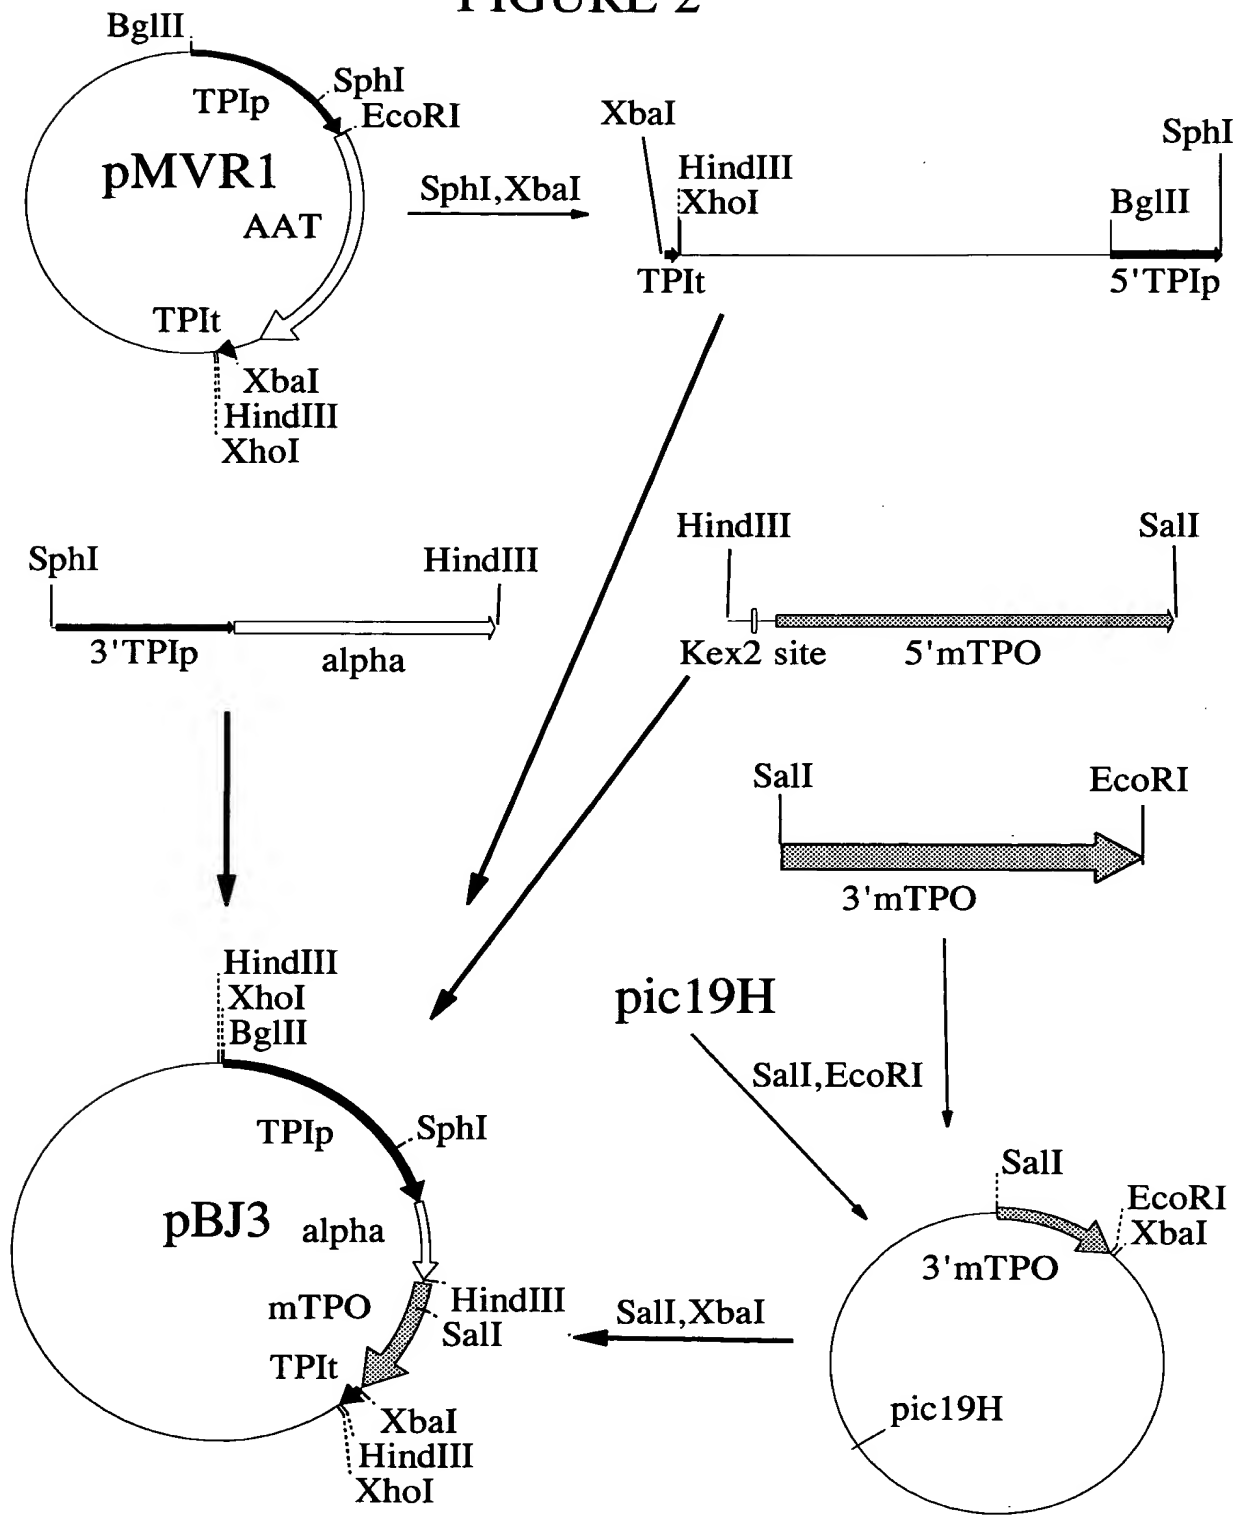 FIGURE 2
BglII
SphI
TPIp
EcoRI
pMVR1
AAT
TPIt
XbaI
HindIII
XhoI
SphI,XbaI
XbaI
HindIII
XhoI
SphI
BglII
TPIt
5'TPIp
SphI
HindIII
3'TPIp
alpha
HindIII
SalI
Kex2 site
5'mTPO
SalI
EcoRI
3'mTPO
HindIII
XhoI
BglII
TPIp
SphI
pBJ3
alpha
mTPO
HindIII
SalI
TPIt
XbaI
HindIII
XhoI
pic19H
SalI,EcoRI
SalI
EcoRI
XbaI
3'mTPO
SalI,XbaI
pic19H